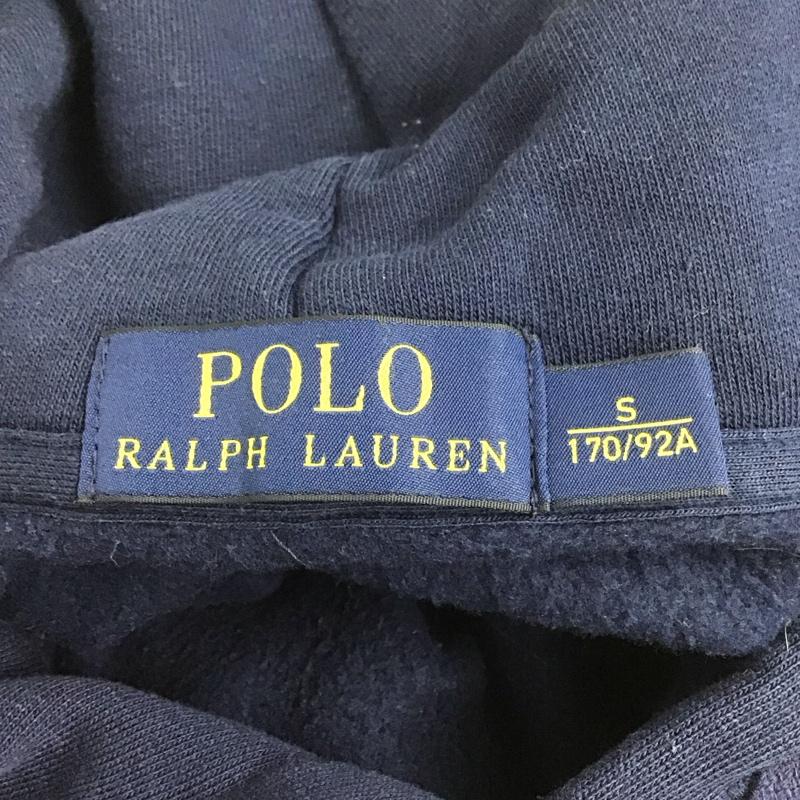 POLO
RALPH LAUREN
S
170/92A